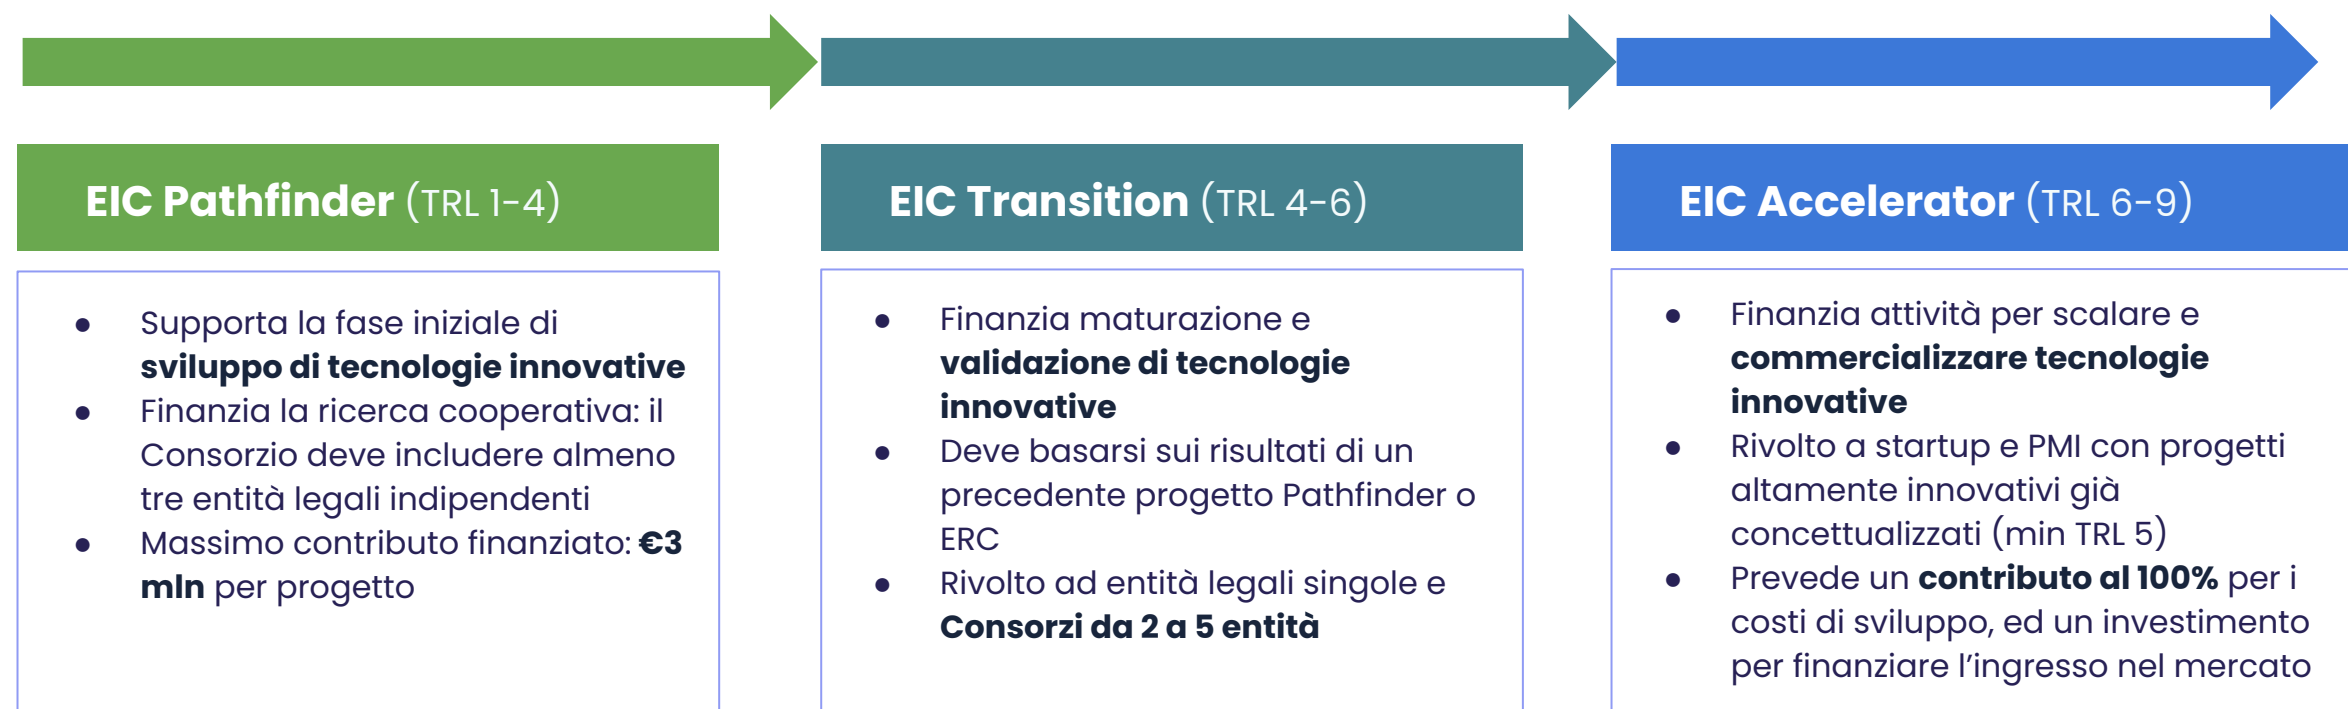 EIC Pathfinder (TRL 1-4)
● Supporta la fase iniziale di
sviluppo di tecnologie innovative
● Finanzia la ricerca cooperativa: il
Consorzio deve includere almeno
tre entità legali indipendenti
● Massimo contributo finanziato: €3
mln per progetto
EIC Transition (TRL 4-6)
● Finanzia maturazione e
validazione di tecnologie
innovative
● Deve basarsi sui risultati di un
precedente progetto Pathfinder o
ERC
● Rivolto ad entità legali singole e
Consorzi da 2 a 5 entità
EIC Accelerator (TRL 6-9)
● Finanzia attività per scalare e
commercializzare tecnologie
innovative
● Rivolto a startup e PMI con progetti
altamente innovativi già
concettualizzati (min TRL 5)
● Prevede un contributo al 100% per i
costi di sviluppo, ed un investimento
per finanziare l’ingresso nel mercato